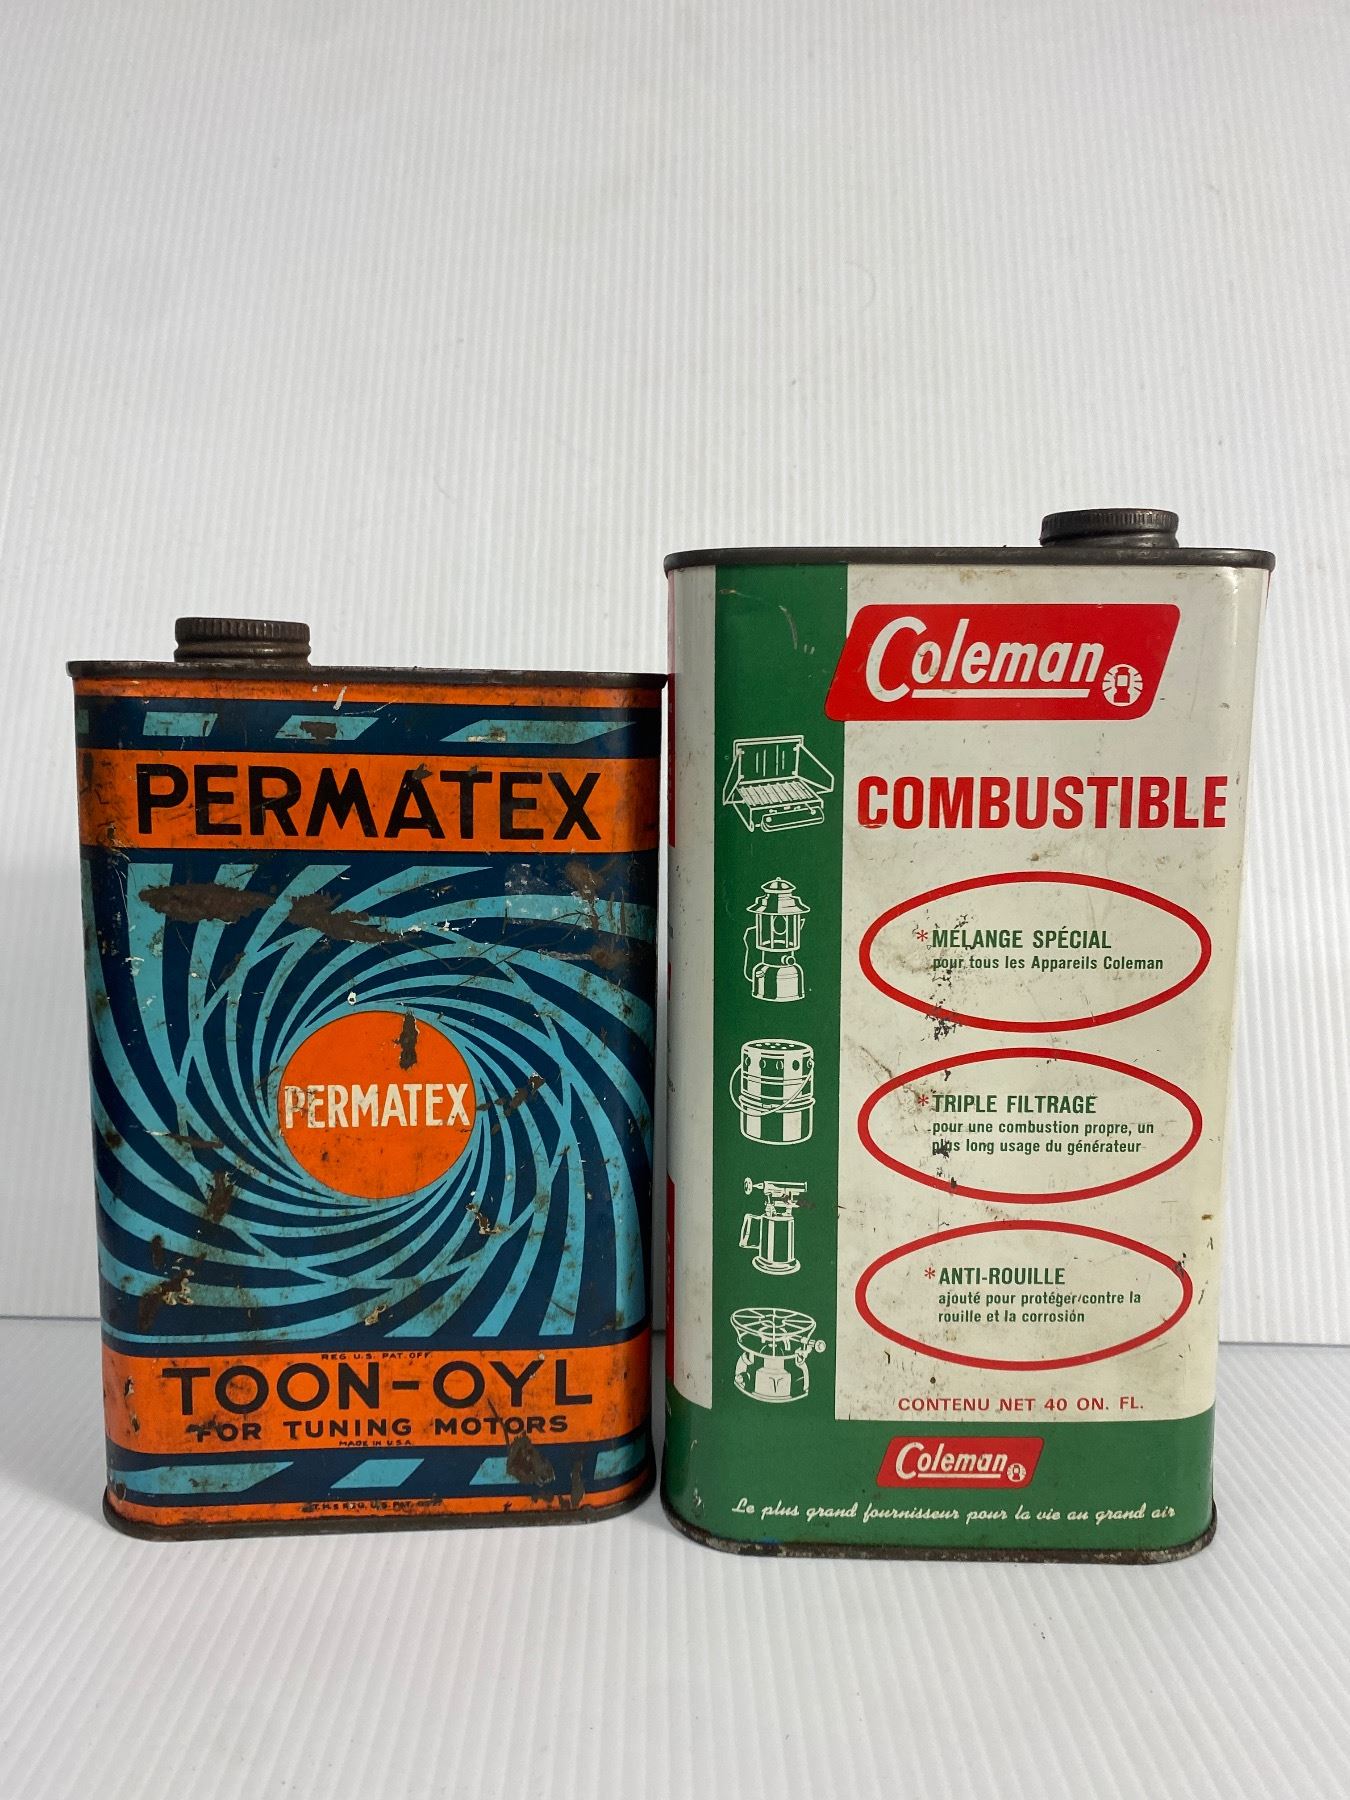 PERMATEX
PERMATEX
REG U.S. PAT. OFF.
TOON-OYL
FOR TUNING MOTORS
MADE IN U.S.A.
Coleman
COMBUSTIBLE
*MÉLANGE SPÉCIAL
pour tous les Appareils Coleman
*TRIPLE FILTRAGE
pour une combustion propre, un
plus long usage du générateur
*ANTI-ROUILLE
ajouté pour protéger contre la
rouille et la corrosion
CONTENU NET 40 ON. FL.
Coleman
Le plus grand fournisseur pour la vie au grand air